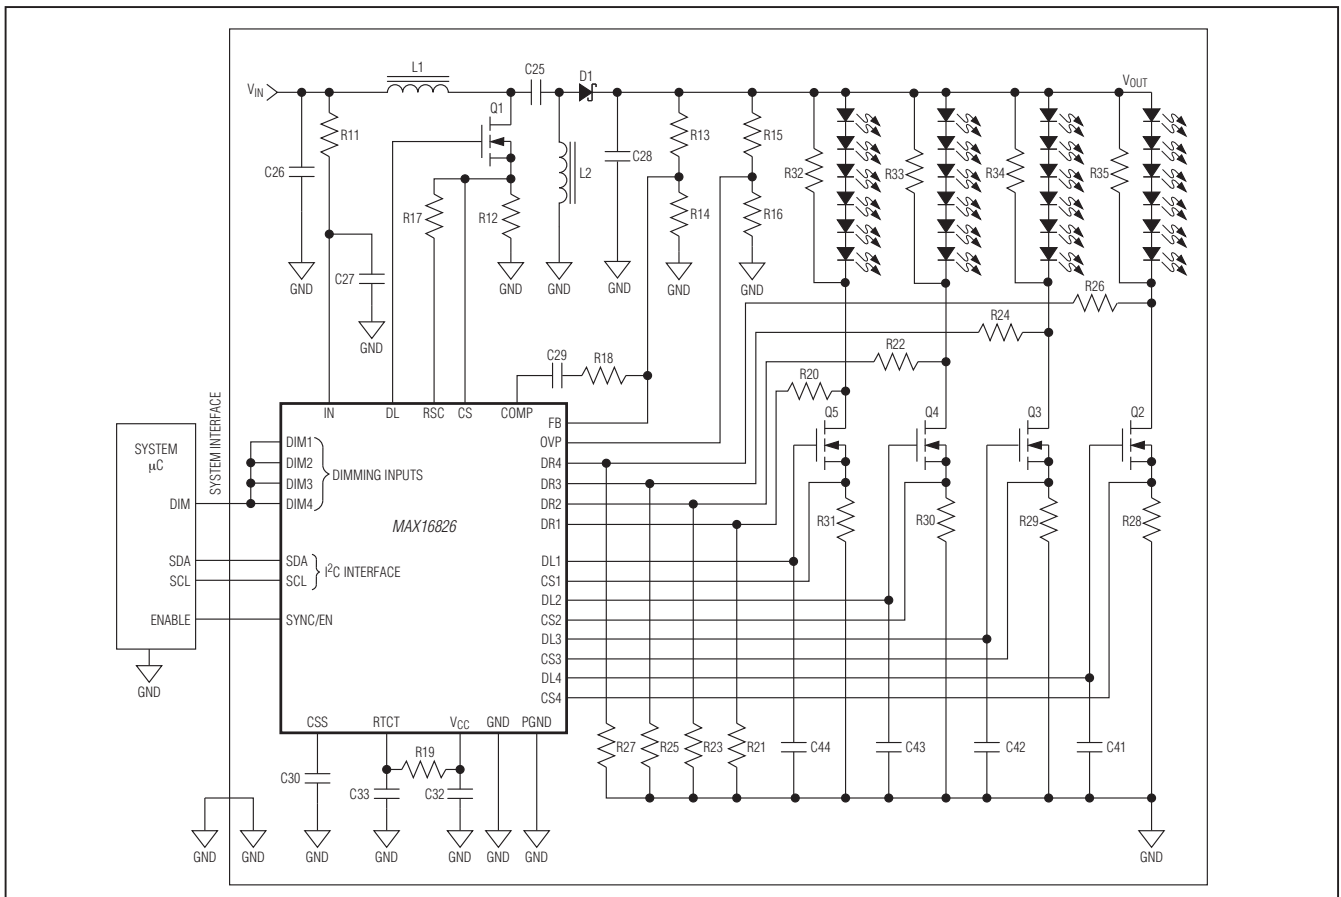 L1
C25
D1
VIN
VOUT
Q1
R11
R13
R15
C26
L2
C28
R32
R33
R34
R35
R17
R12
R14
R16
GND
C27
GND
GND
GND
GND
GND
GND
R26
R24
C29
R18
R22
R20
SYSTEM INTERFACE
IN
DL
RSC
CS
COMP
FB
Q5
Q4
Q3
Q2
SYSTEM
µC
DIM1
DIM2
DIM3
DIM4
DIMMING INPUTS
OVP
DR4
DR3
DR2
DR1
DIM
MAX16826
R31
R30
R29
R28
SDA
SCL
SDA
SCL
I2C INTERFACE
DL1
CS1
DL2
CS2
DL3
CS3
DL4
CS4
ENABLE
SYNC/EN
GND
CSS
RTCT
VCC
GND
PGND
R19
R27
R25
R23
R21
C44
C43
C42
C41
C30
C33
C32
GND
GND
GND
GND
GND
GND
GND
GND